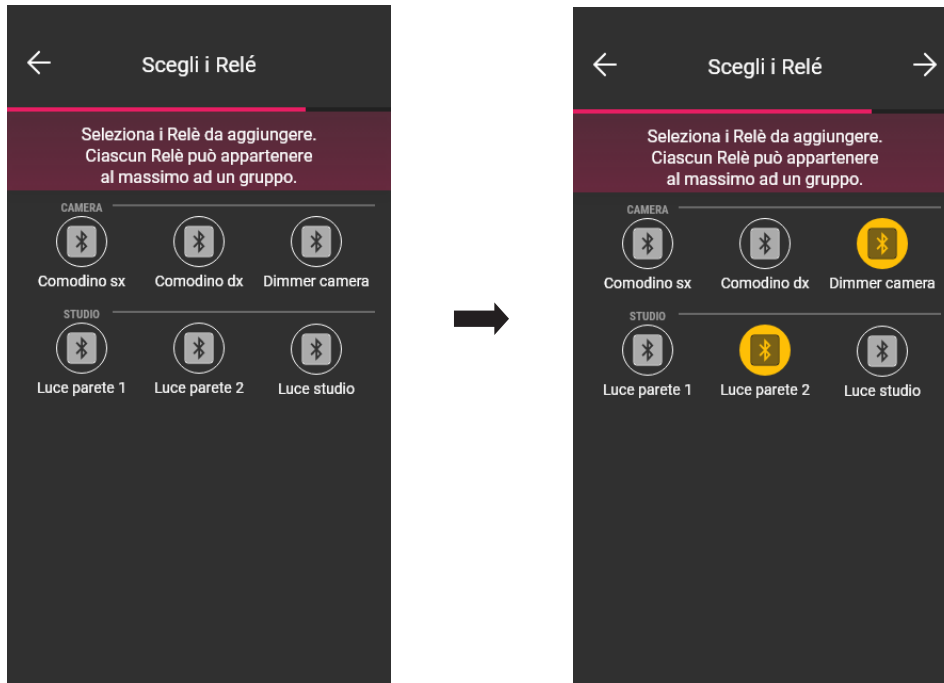 Scegli i Relé
Seleziona i Relè da aggiungere.
Ciascun Relè può appartenere
al massimo ad un gruppo.
CAMERA
Comodino sx Comodino dx Dimmer camera
STUDIO
Luce parete 1 Luce parete 2 Luce studio
Scegli i Relé
Seleziona i Relè da aggiungere.
Ciascun Relè può appartenere
al massimo ad un gruppo.
CAMERA
Comodino sx Comodino dx Dimmer camera
STUDIO
Luce parete 1 Luce parete 2 Luce studio